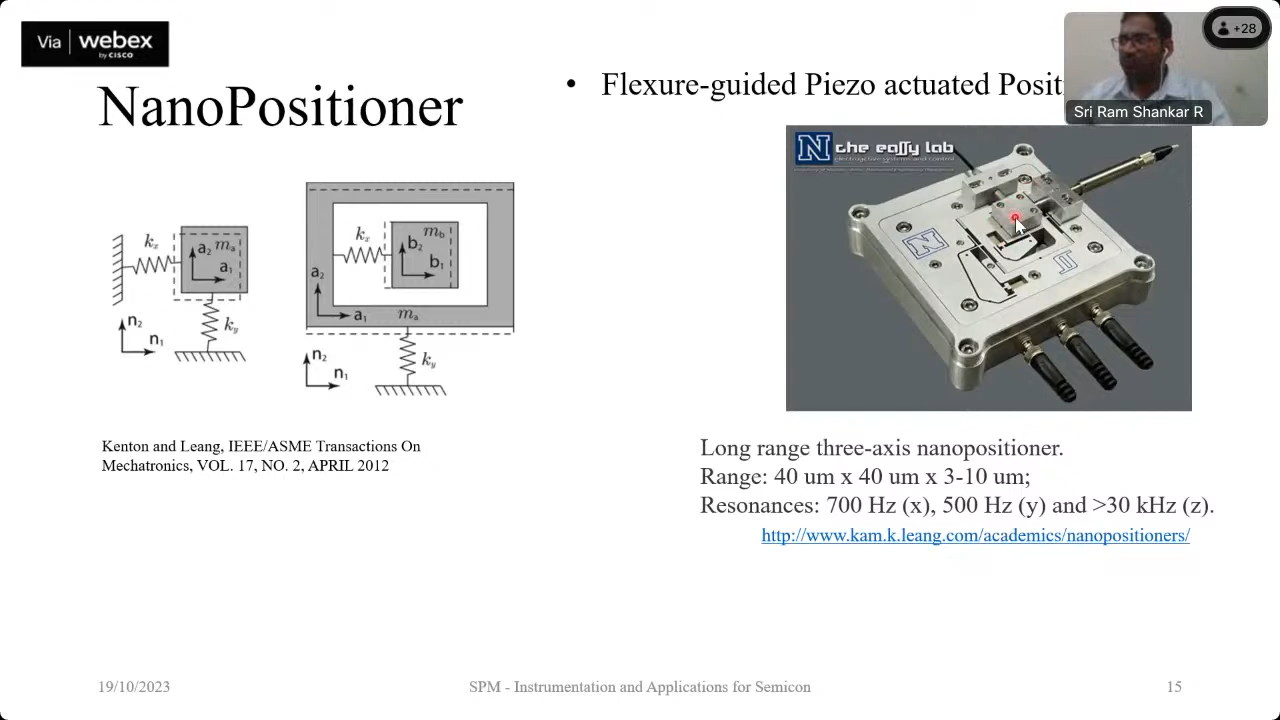 Via webex
by CISCO
+28
Sri Ram Shankar R
NanoPositioner
• Flexure-guided Piezo actuated Posit
N the eassy lab
kx
a2 ma
a1
ky
n2
n1
kx
mb
b2
b1
a2
a1 ma
ky
n2
n1
Kenton and Leang, IEEE/ASME Transactions On
Mechatronics, VOL. 17, NO. 2, APRIL 2012
Long range three-axis nanopositioner.
Range: 40 um x 40 um x 3-10 um;
Resonances: 700 Hz (x), 500 Hz (y) and >30 kHz (z).
http://www.kam.k.leang.com/academics/nanopositioners/
19/10/2023
SPM - Instrumentation and Applications for Semicon
15